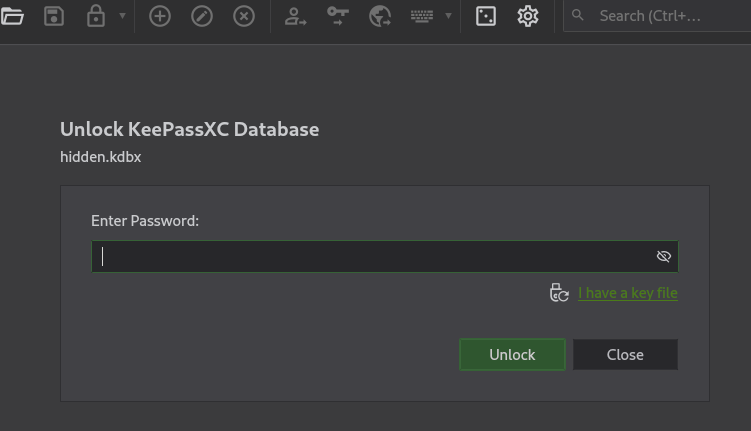 Search (Ctrl+...
Unlock KeePassXC Database
hidden.kdbx
Enter Password:
I have a key file
Unlock
Close